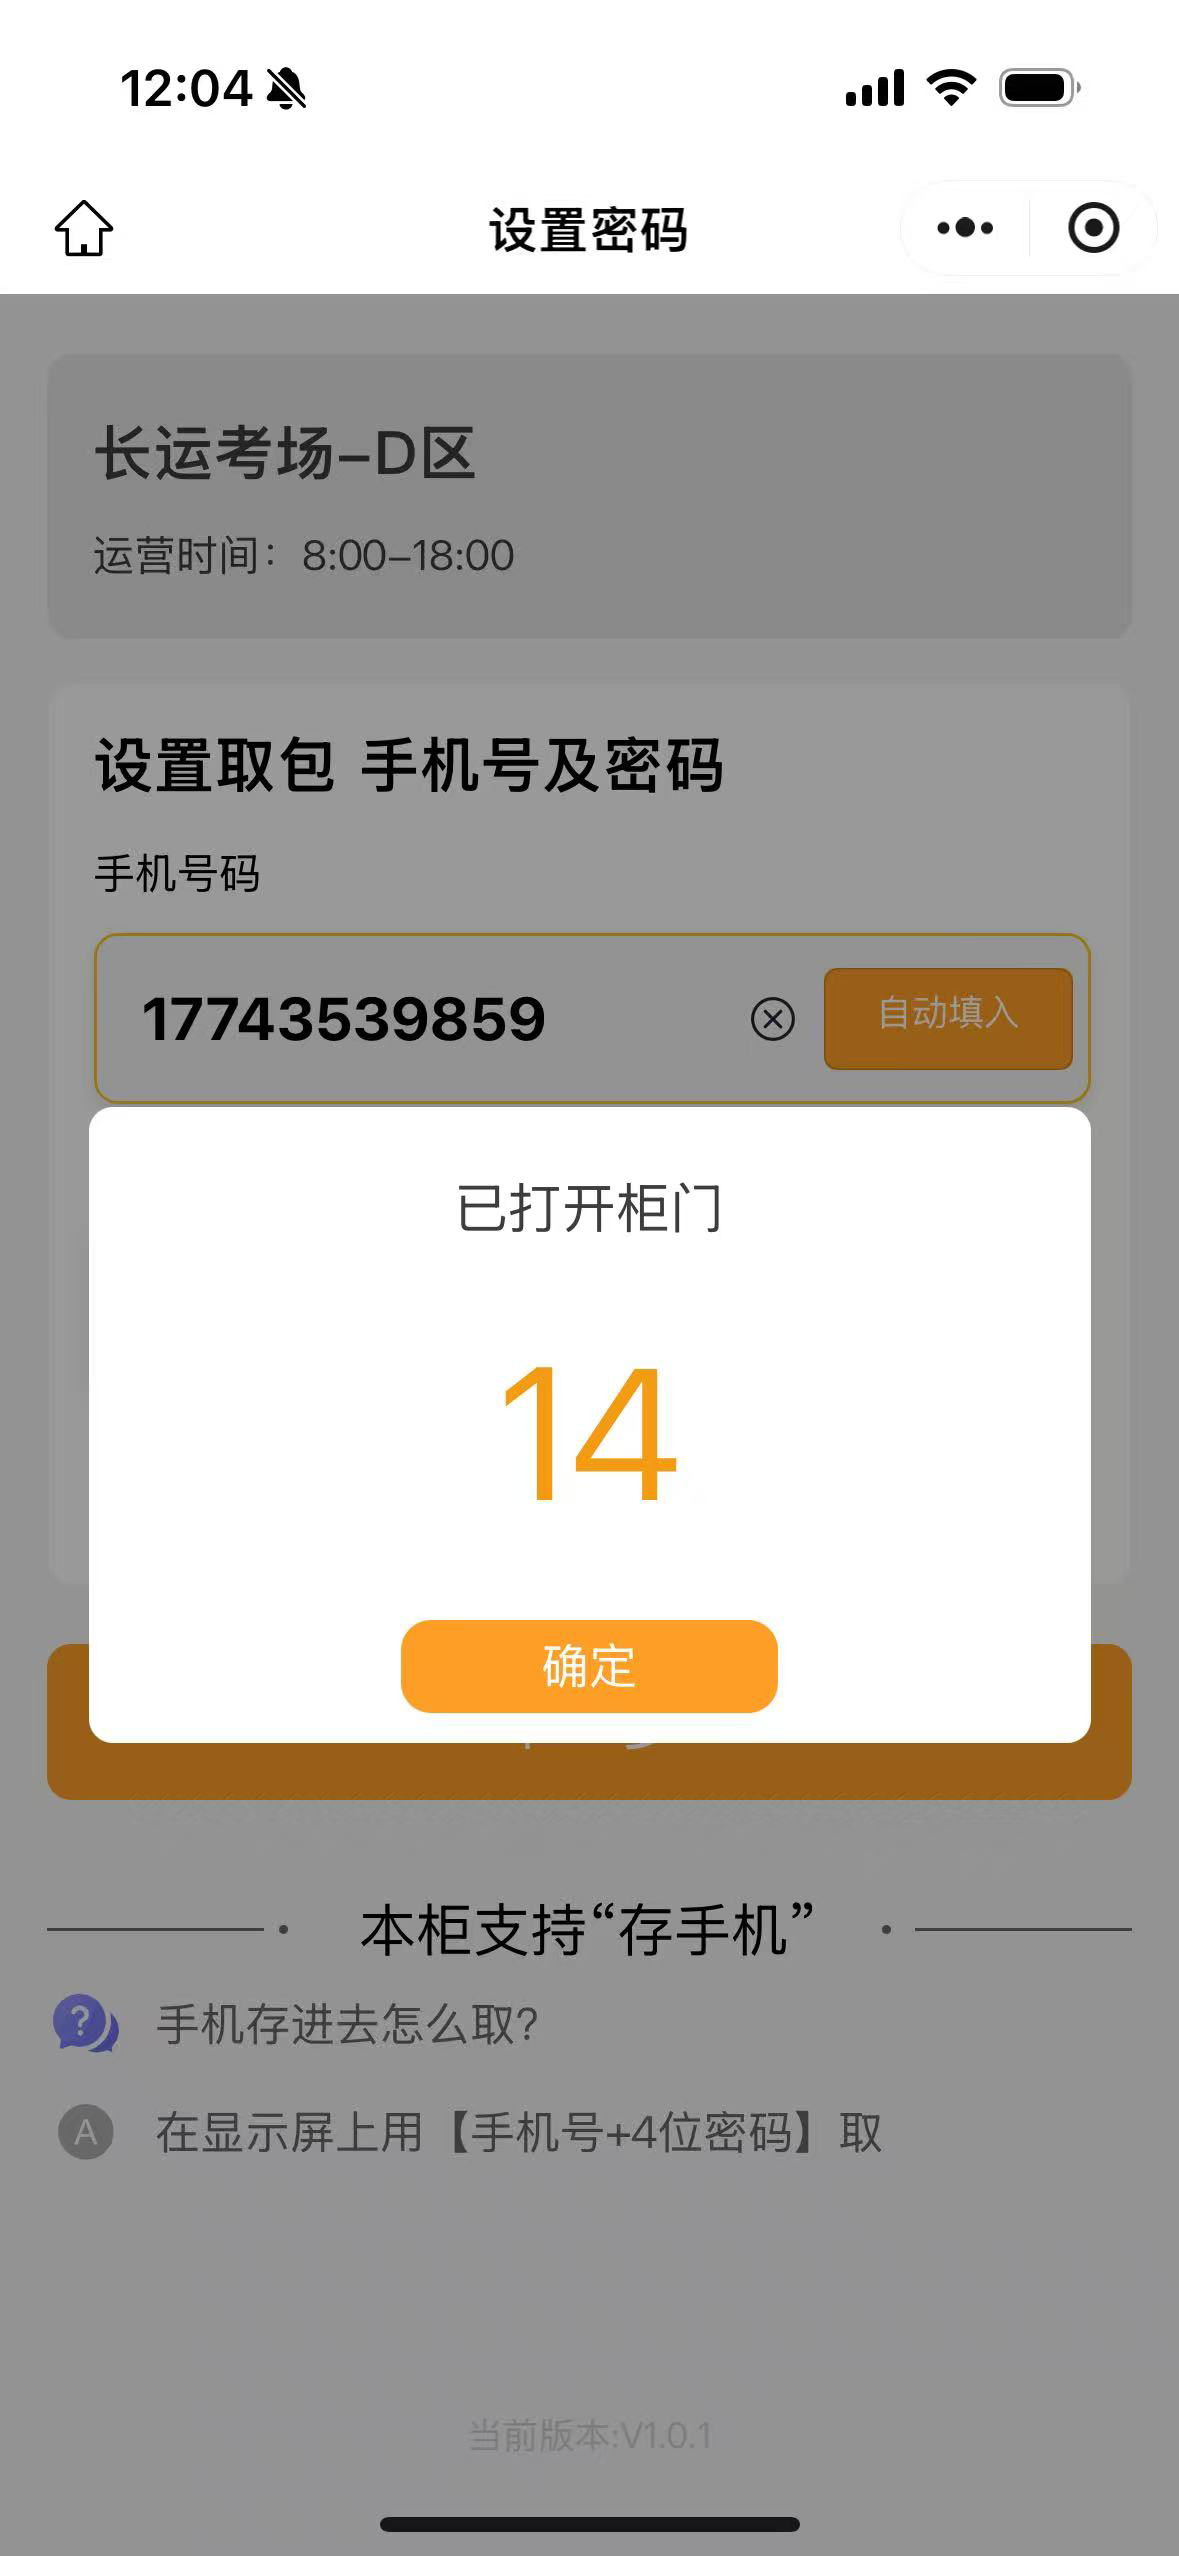 12:04
设置密码
长运考场-D区
运营时间：8:00-18:00
设置取包 手机号及密码
手机号码
17743539859
自动填入
已打开柜门
14
确定
本柜支持“存手机”
?
手机存进去怎么取?
A
在显示屏上用【手机号+4位密码】取
当前版本:V1.0.1